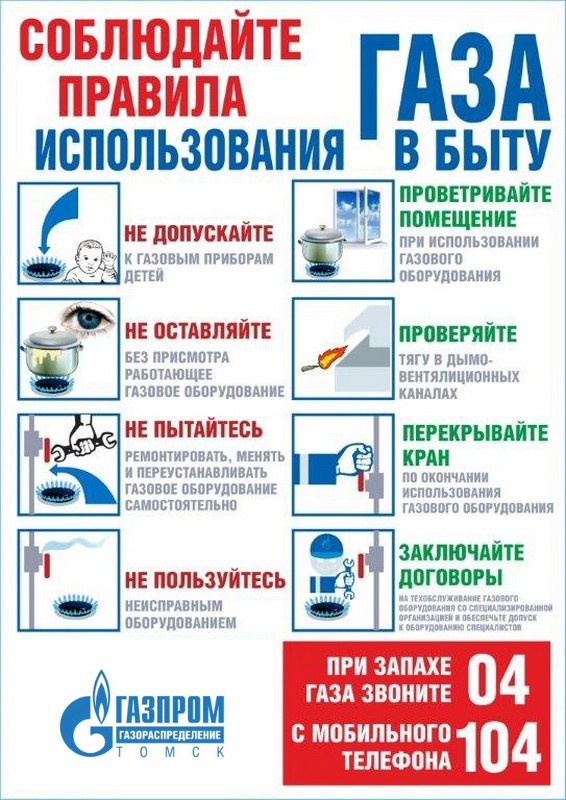 СОБЛЮДАЙТЕ
ПРАВИЛА
ИСПОЛЬЗОВАНИЯ
ГАЗА
В БЫТУ
НЕ ДОПУСКАЙТЕ
К ГАЗОВЫМ ПРИБОРАМ
ДЕТЕЙ
НЕ ОСТАВЛЯЙТЕ
БЕЗ ПРИСМОТРА
РАБОТАЮЩЕЕ
ГАЗОВОЕ ОБОРУДОВАНИЕ
НЕ ПЫТАЙТЕСЬ
РЕМОНТИРОВАТЬ, МЕНЯТЬ
И ПЕРЕУСТАНАВЛИВАТЬ
ГАЗОВОЕ ОБОРУДОВАНИЕ
САМОСТОЯТЕЛЬНО
НЕ ПОЛЬЗУЙТЕСЬ
НЕИСПРАВНЫМ
ОБОРУДОВАНИЕМ
ПРОВЕТРИВАЙТЕ
ПОМЕЩЕНИЕ
ПРИ ИСПОЛЬЗОВАНИИ
ГАЗОВОГО
ОБОРУДОВАНИЯ
ПРОВЕРЯЙТЕ
ТЯГУ В ДЫМО-
ВЕНТЯЛИЦИОННЫХ
КАНАЛАХ
ПЕРЕКРЫВАЙТЕ
КРАН
ПО ОКОНЧАНИИ
ИСПОЛЬЗОВАНИЯ
ГАЗОВОГО ОБОРУДОВАНИЯ
ЗАКЛЮЧАЙТЕ
ДОГОВОРЫ
НА ТЕХОБСЛУЖИВАНИЕ ГАЗОВОГО
ОБОРУДОВАНИЯ СО СПЕЦИАЛИЗИРОВАННОЙ
ОРГАНИЗАЦИЕЙ И ОБЕСПЕЧЬТЕ ДОПУСК
К ОБОРУДОВАНИЮ СПЕЦИАЛИСТОВ
ГАЗПРОМ
ГАЗОРАСПРЕДЕЛЕНИЕ
ТОМСК
ПРИ ЗАПАХЕ
ГАЗА ЗВОНИТЕ 04
С МОБИЛЬНОГО
ТЕЛЕФОНА 104